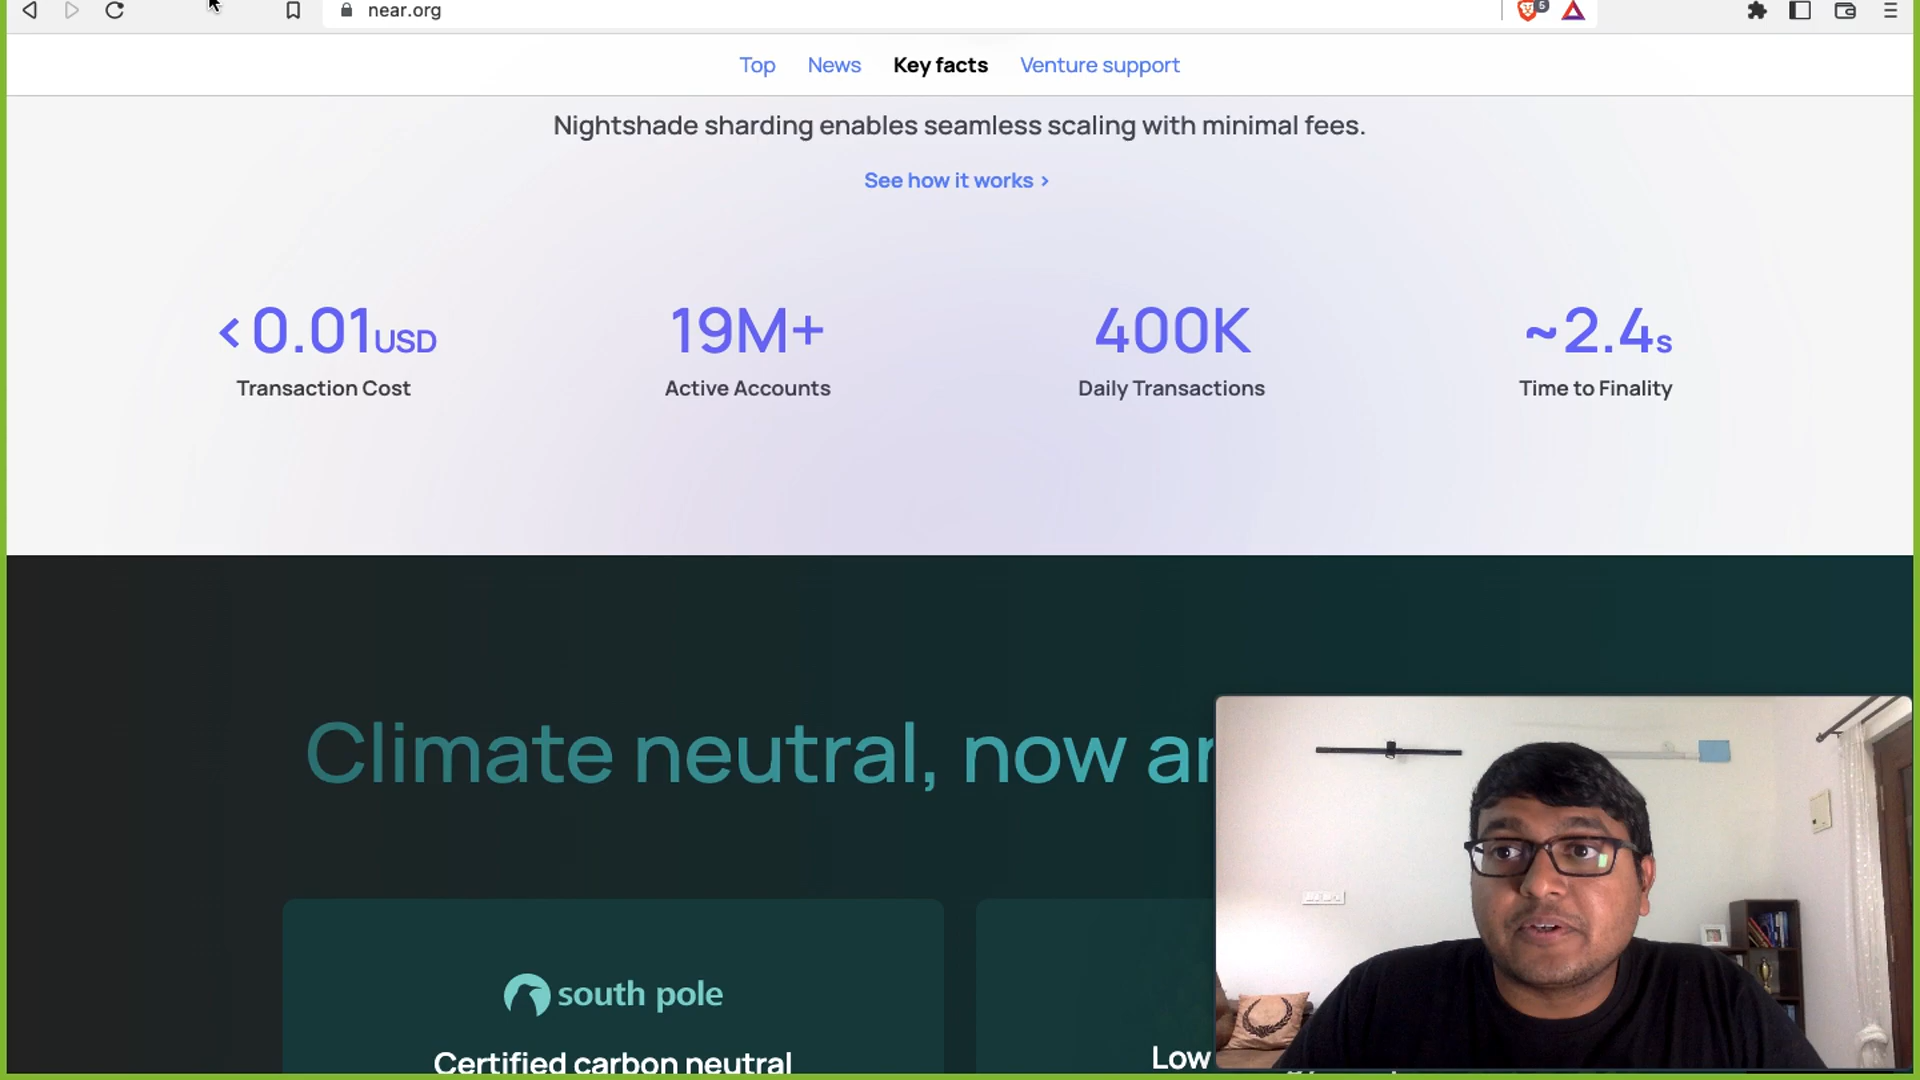 near.org
5
Top News Key facts Venture support
Nightshade sharding enables seamless scaling with minimal fees.
See how it works >
<0.01USD 19M+ 400K ~2.4s
Transaction Cost Active Accounts Daily Transactions Time to Finality
Climate neutral, now
south pole
Certified carbon neutral
Low